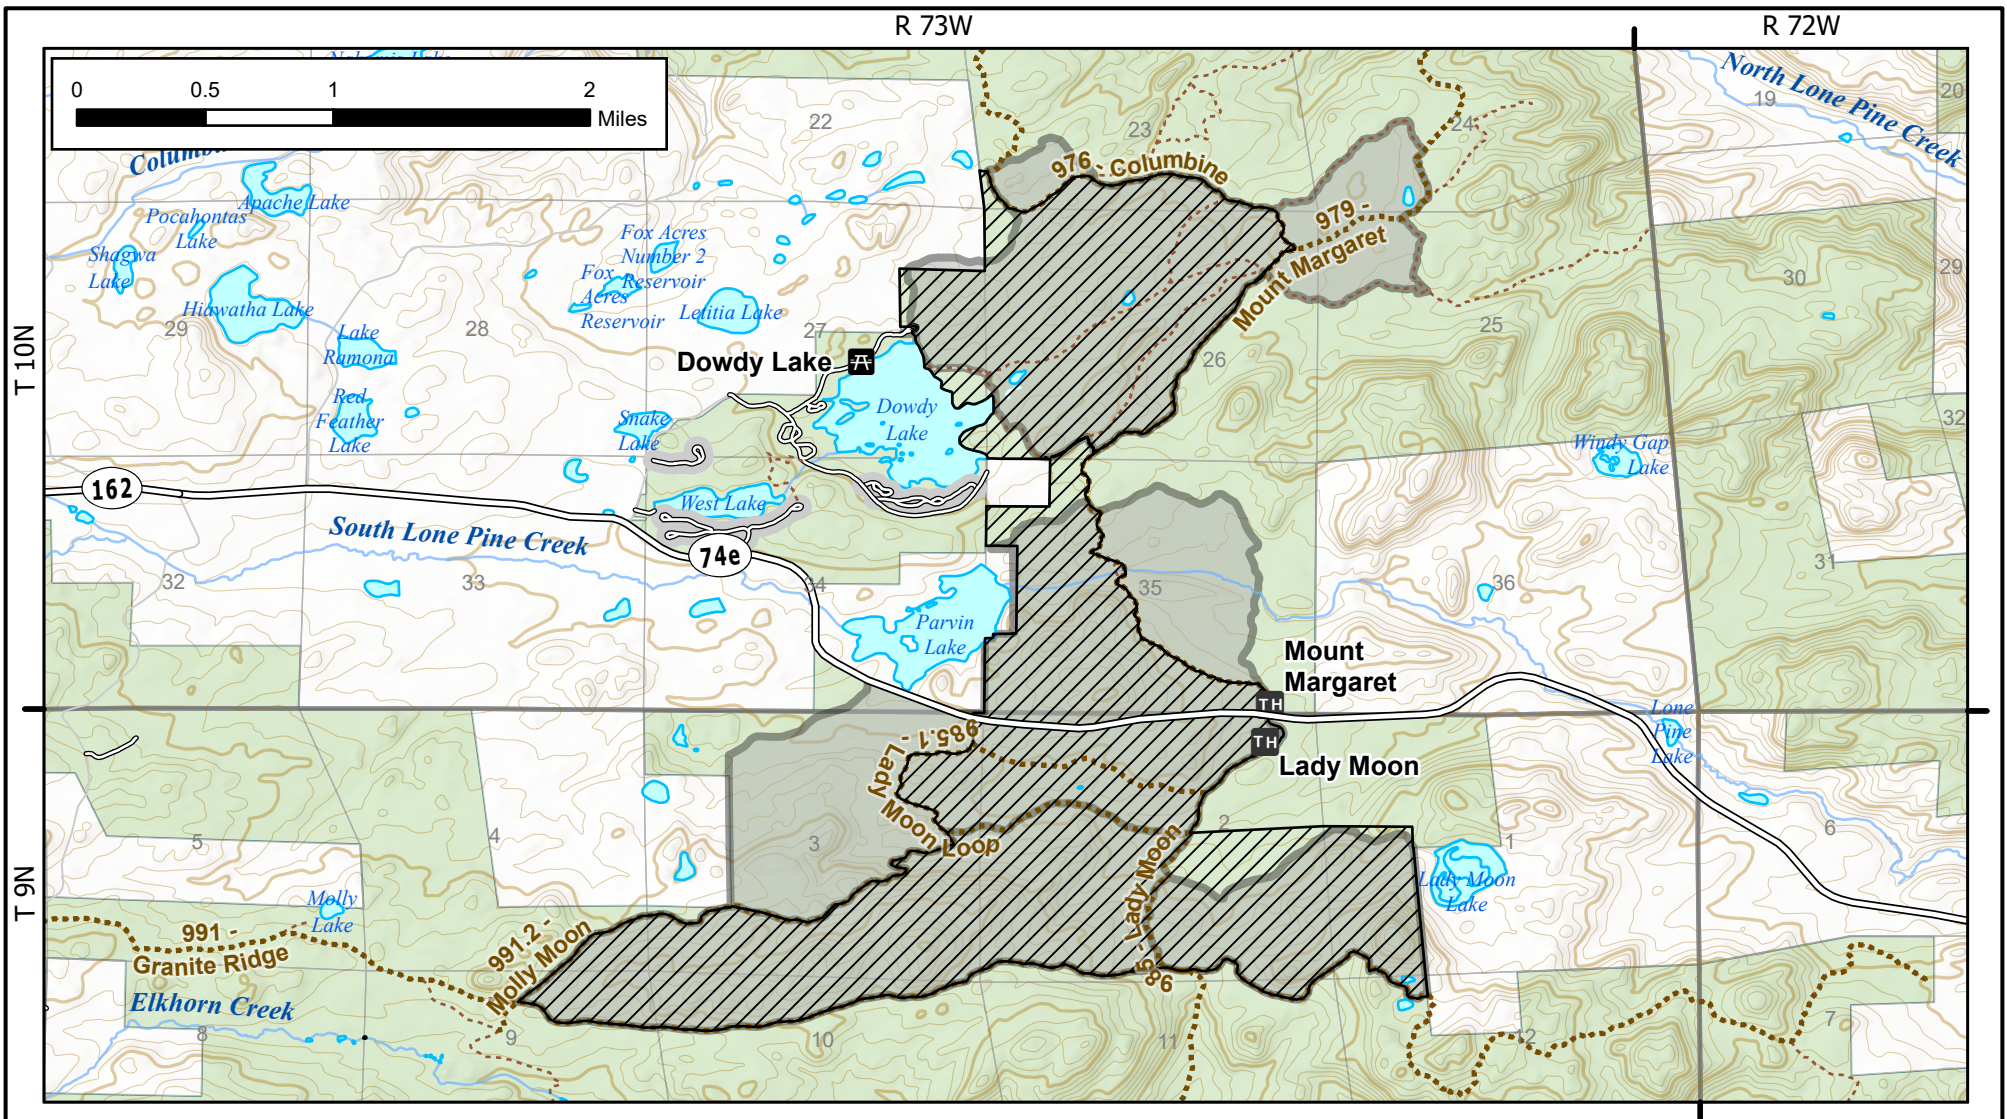 R 73W
R 72W
0 0.5 1 2
Miles
North Lone Pine Creek
19
20
22
23
24
Apache Lake
Pocahontas
Lake
Shagwa
Lake
Hiawatha Lake
Fox Acres
Number 2
Reservoir
Fox
Acres
Reservoir
Letitia Lake
976 - Columbine
979 -
Mount Margaret
29
28
27
26
25
30
29
T 10N
Lake
Ramona
Dowdy Lake
Red
Feather
Lake
Snake
Lake
Dowdy
Lake
32
Windy Gap
Lake
162
West Lake
South Lone Pine Creek
74e
32
33
34
35
36
31
Parvin
Lake
Mount
Margaret
TH
TH
Lady Moon
Lone
Pine
Lake
985.1 -
Lady
Moon Loop
5
4
3
2
1
6
T 9N
985 - Lady Moon
Lady Moon
Lake
Molly
Lake
991 -
Granite Ridge
991.2 -
Molly Moon
Elkhorn Creek
8
9
10
11
12
7